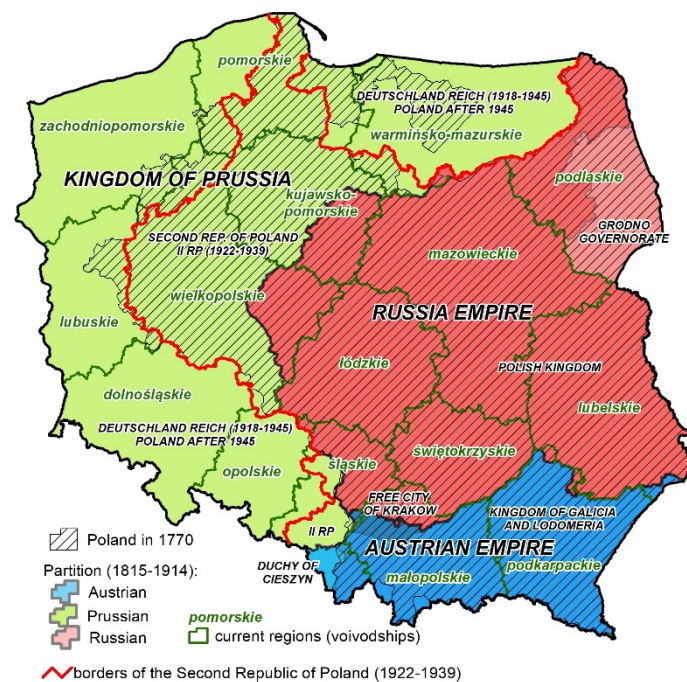 pomorskie
DEUTSCHLAND REICH (1918-1945)
POLAND AFTER 1945
zachodniopomorskie
warmińsko-mazurskie
KINGDOM OF PRUSSIA
podlaskie
kujawsko-
pomorskie
GRODNO
GOVERNORATE
SECOND REP. OF POLAND
II RP (1922-1939)
mazowieckie
wielkopolskie
RUSSIA EMPIRE
lubuskie
łódzkie
POLISH KINGDOM
dolnośląskie
lubelskie
DEUTSCHLAND REICH (1918-1945)
POLAND AFTER 1945
opolskie
śląskie
świętokrzyskie
FREE CITY
OF KRAKOW
KINGDOM OF GALICIA
AND LODOMERIA
II RP
AUSTRIAN EMPIRE
DUCHY OF
CIESZYN
małopolskie
podkarpackie
Poland in 1770
Partition (1815-1914):
Austrian
Prussian
Russian
pomorskie
current regions (voivodships)
borders of the Second Republic of Poland (1922-1939)